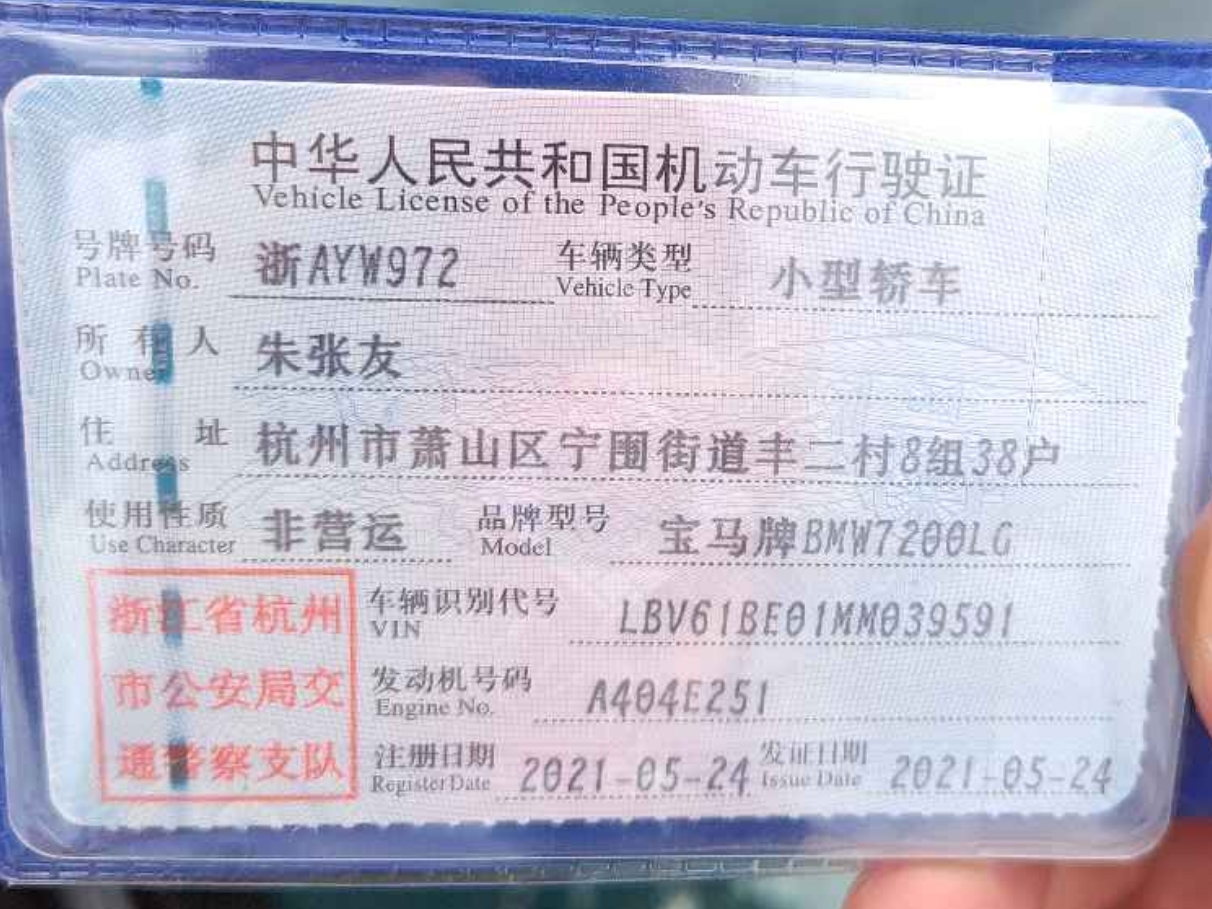 中华人民共和国机动车行驶证
Vehicle License of the People's Republic of China
号牌号码 浙AYW972 车辆类型 小型轿车
Plate No. Vehicle Type
所有人 朱张友
Owner
住址 杭州市萧山区宁围街道丰二村8组38户
Address
使用性质 非营运 品牌型号 宝马牌BMW7200LG
Use Character Model
浙江省杭州 车辆识别代号 LBV61BE01MM039591
VIN
市公安局交 发动机号码 A404E251
Engine No.
通警察支队 注册日期 2021-05-24 发证日期 2021-05-24
Register Date Issue Date